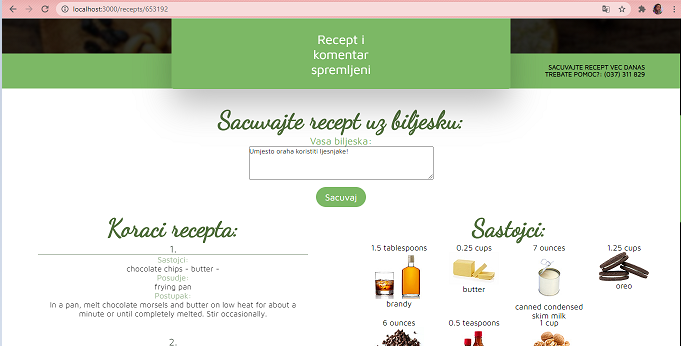 localhost:3000/recepts/653192
Recept i
komentar
spremljeni
SACUVAJTE RECEPT VEC DANAS
TREBATE POMOC?: (037) 311 829
Sacuvajte recept uz biljesku:
Vasa biljeska:
Umjesto oraha koristiti ljesnjake!
Sacuvaj
Koraci recepta:
1.
Sastojci:
chocolate chips - butter -
Posudje:
frying pan
Postupak:
In a pan, melt chocolate morsels and butter on low heat for about a
minute or until completely melted. Stir occasionally.
2.
Sastojci:
1.5 tablespoons
brandy
0.25 cups
butter
7 ounces
canned condensed
skim milk
1.25 cups
oreo
6 ounces
0.5 teaspoons
1 cup